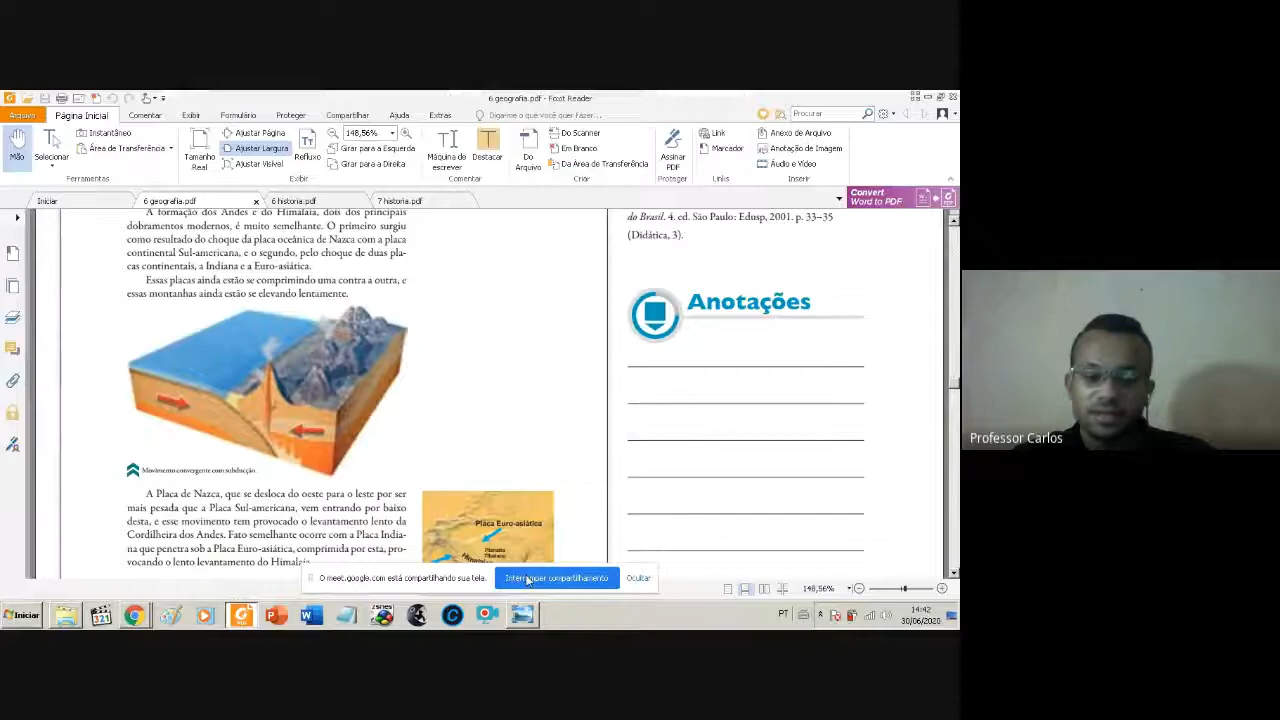 6 geografia.pdf - Foxit Reader
Arquivo Página Inicial Comentar Exibir Formulário Proteger Compartilhar Ajuda Extras Diga-me o que você quer fazer... Procurar
Mão
Selecionar
Instantâneo
Área de Transferência
Ferramentas
Tamanho Real
Ajustar Página
Ajustar Largura
Ajustar Visível
Refluxo
148,56%
Girar para a Esquerda
Girar para a Direita
Exibir
Máquina de escrever
Destacar
Comentar
Do Arquivo
Do Scanner
Em Branco
Da Área de Transferência
Criar
Assinar PDF
Proteger
Link
Marcador
Links
Anexo de Arquivo
Anotação de Imagem
Áudio e Vídeo
Inserir
Iniciar
6 geografia.pdf
6 historia.pdf
7 historia.pdf
Convert
Word to PDF
A formação dos Andes e do Himalaia, dois dos principais
dobramentos modernos, é muito semelhante. O primeiro surgiu
como resultado do choque da placa oceânica de Nazca com a placa
continental Sul-americana, e o segundo, pelo choque de duas pla-
cas continentais, a Indiana e a Euro-asiática.
Essas placas ainda estão se comprimindo uma contra a outra, e
essas montanhas ainda estão se elevando lentamente.
Movimento convergente com subducção.
A Placa de Nazca, que se desloca do oeste para o leste por ser
mais pesada que a Placa Sul-americana, vem entrando por baixo
desta, e esse movimento tem provocado o levantamento lento da
Cordilheira dos Andes. Fato semelhante ocorre com a Placa India-
na que penetra sob a Placa Euro-asiática, comprimida por esta, pro-
vocando o lento levantamento do Himalaia.
Placa Euro-asiática
Planalto
Tibetano
do Brasil. 4. ed. São Paulo: Edusp, 2001. p. 33-35
(Didática, 3).
Anotações
O meet.google.com está compartilhando sua tela.
Interromper compartilhamento
Ocultar
148,56%
Iniciar
321
PT
14:42
30/06/2020
Professor Carlos